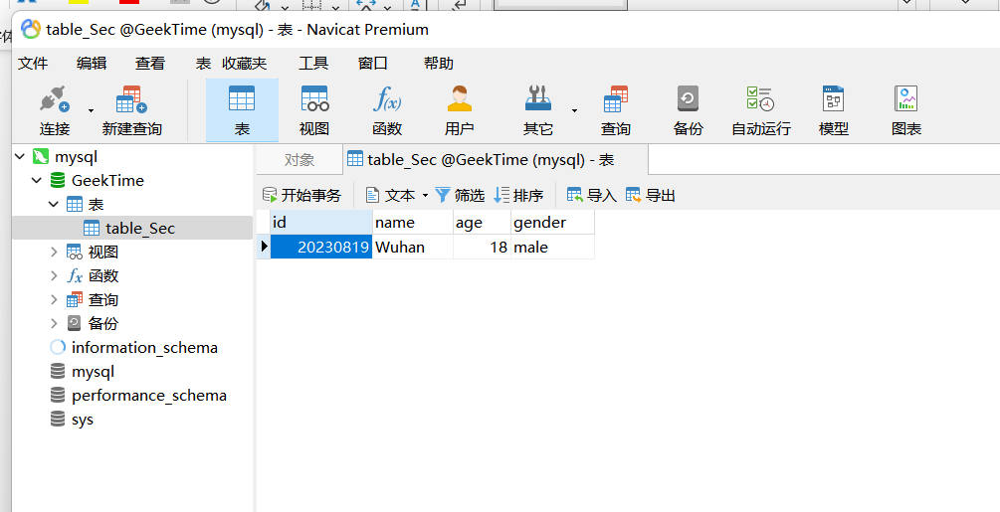 table_Sec @GeekTime (mysql) - 表 - Navicat Premium
文件 编辑 查看 表 收藏夹 工具 窗口 帮助
连接 新建查询 表 视图 函数 用户 其它 查询 备份 自动运行 模型 图表
mysql
GeekTime
表
table_Sec
视图
函数
查询
备份
information_schema
mysql
performance_schema
sys
对象 table_Sec @GeekTime (mysql) - 表
开始事务 文本 筛选 排序 导入 导出
id name age gender
20230819 Wuhan 18 male